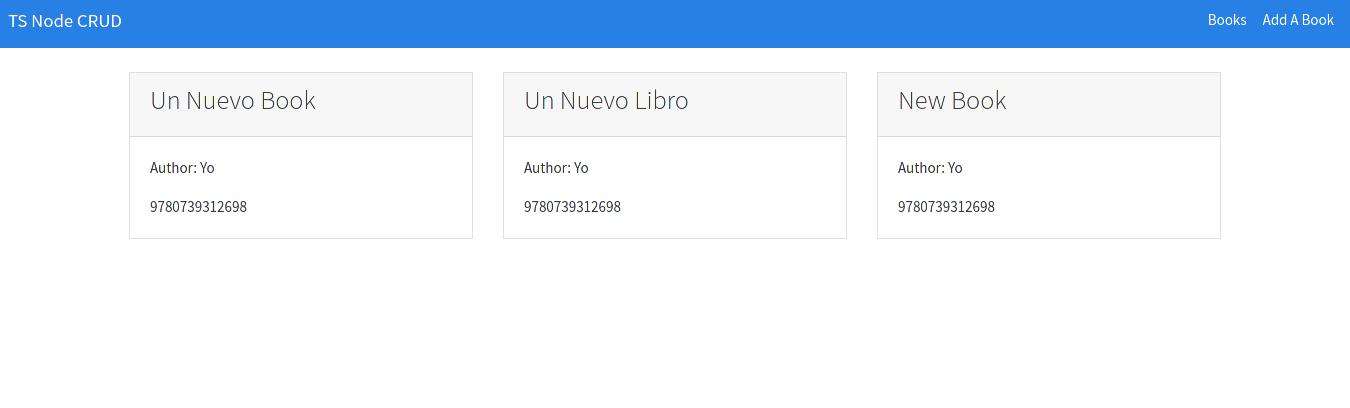 TS Node CRUD
Books
Add A Book
Un Nuevo Book
Author: Yo
9780739312698
Un Nuevo Libro
Author: Yo
9780739312698
New Book
Author: Yo
9780739312698